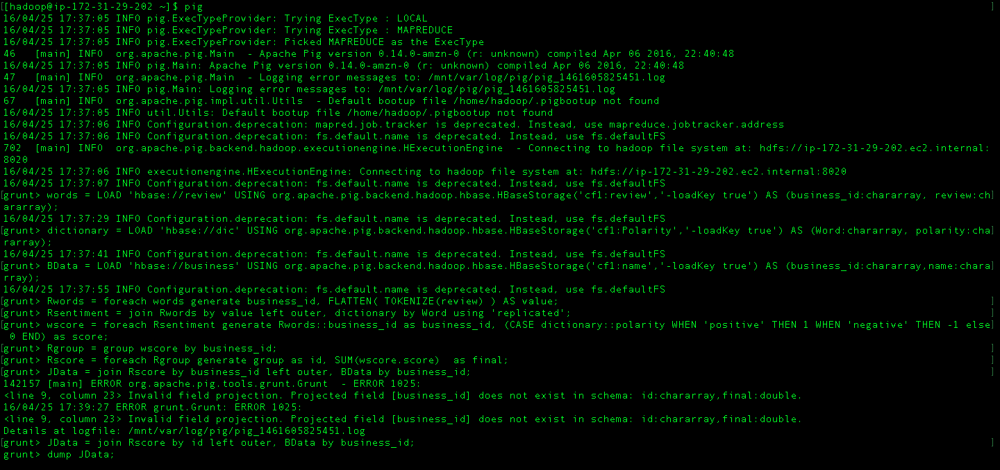 [[hadoop@ip-172-31-29-202 ~]$ pig ]
16/04/25 17:37:05 INFO pig.ExecTypeProvider: Trying ExecType : LOCAL
16/04/25 17:37:05 INFO pig.ExecTypeProvider: Trying ExecType : MAPREDUCE
16/04/25 17:37:05 INFO pig.ExecTypeProvider: Picked MAPREDUCE as the ExecType
46   [main] INFO  org.apache.pig.Main  - Apache Pig version 0.14.0-amzn-0 (r: unknown) compiled Apr 06 2016, 22:40:48
16/04/25 17:37:05 INFO pig.Main: Apache Pig version 0.14.0-amzn-0 (r: unknown) compiled Apr 06 2016, 22:40:48
47   [main] INFO  org.apache.pig.Main  - Logging error messages to: /mnt/var/log/pig/pig_1461605825451.log
16/04/25 17:37:05 INFO pig.Main: Logging error messages to: /mnt/var/log/pig/pig_1461605825451.log
67   [main] INFO  org.apache.pig.impl.util.Utils  - Default bootup file /home/hadoop/.pigbootup not found
16/04/25 17:37:05 INFO util.Utils: Default bootup file /home/hadoop/.pigbootup not found
16/04/25 17:37:06 INFO Configuration.deprecation: mapred.job.tracker is deprecated. Instead, use mapreduce.jobtracker.address
16/04/25 17:37:06 INFO Configuration.deprecation: fs.default.name is deprecated. Instead, use fs.defaultFS
702  [main] INFO  org.apache.pig.backend.hadoop.executionengine.HExecutionEngine  - Connecting to hadoop file system at: hdfs://ip-172-31-29-202.ec2.internal:
8020
16/04/25 17:37:06 INFO executionengine.HExecutionEngine: Connecting to hadoop file system at: hdfs://ip-172-31-29-202.ec2.internal:8020
16/04/25 17:37:07 INFO Configuration.deprecation: fs.default.name is deprecated. Instead, use fs.defaultFS
[grunt> words = LOAD 'hbase://review' USING org.apache.pig.backend.hadoop.hbase.HBaseStorage('cf1:review','-loadKey true') AS (business_id:chararray, review:ch]
ararray);
16/04/25 17:37:29 INFO Configuration.deprecation: fs.default.name is deprecated. Instead, use fs.defaultFS
[grunt> dictionary = LOAD 'hbase://dic' USING org.apache.pig.backend.hadoop.hbase.HBaseStorage('cf1:Polarity','-loadKey true') AS (Word:chararray, polarity:cha]
rarray);
16/04/25 17:37:41 INFO Configuration.deprecation: fs.default.name is deprecated. Instead, use fs.defaultFS
[grunt> BData = LOAD 'hbase://business' USING org.apache.pig.backend.hadoop.hbase.HBaseStorage('cf1:name','-loadKey true') AS (business_id:chararray,name:chara]
rray);
16/04/25 17:37:55 INFO Configuration.deprecation: fs.default.name is deprecated. Instead, use fs.defaultFS
[grunt> Rwords = foreach words generate business_id, FLATTEN( TOKENIZE(review) ) AS value; ]
[grunt> Rsentiment = join Rwords by value left outer, dictionary by Word using 'replicated'; ]
[grunt> wscore = foreach Rsentiment generate Rwords::business_id as business_id, (CASE dictionary::polarity WHEN 'positive' THEN 1 WHEN 'negative' THEN -1 else]
 0 END) as score;
[grunt> Rgroup = group wscore by business_id; ]
[grunt> Rscore = foreach Rgroup generate group as id, SUM(wscore.score)  as final; ]
[grunt> JData = join Rscore by business_id left outer, BData by business_id; ]
142157 [main] ERROR org.apache.pig.tools.grunt.Grunt  - ERROR 1025:
<line 9, column 23> Invalid field projection. Projected field [business_id] does not exist in schema: id:chararray,final:double.
16/04/25 17:39:27 ERROR grunt.Grunt: ERROR 1025:
<line 9, column 23> Invalid field projection. Projected field [business_id] does not exist in schema: id:chararray,final:double.
Details at logfile: /mnt/var/log/pig/pig_1461605825451.log
[grunt> JData = join Rscore by id left outer, BData by business_id; ]
grunt> dump JData;